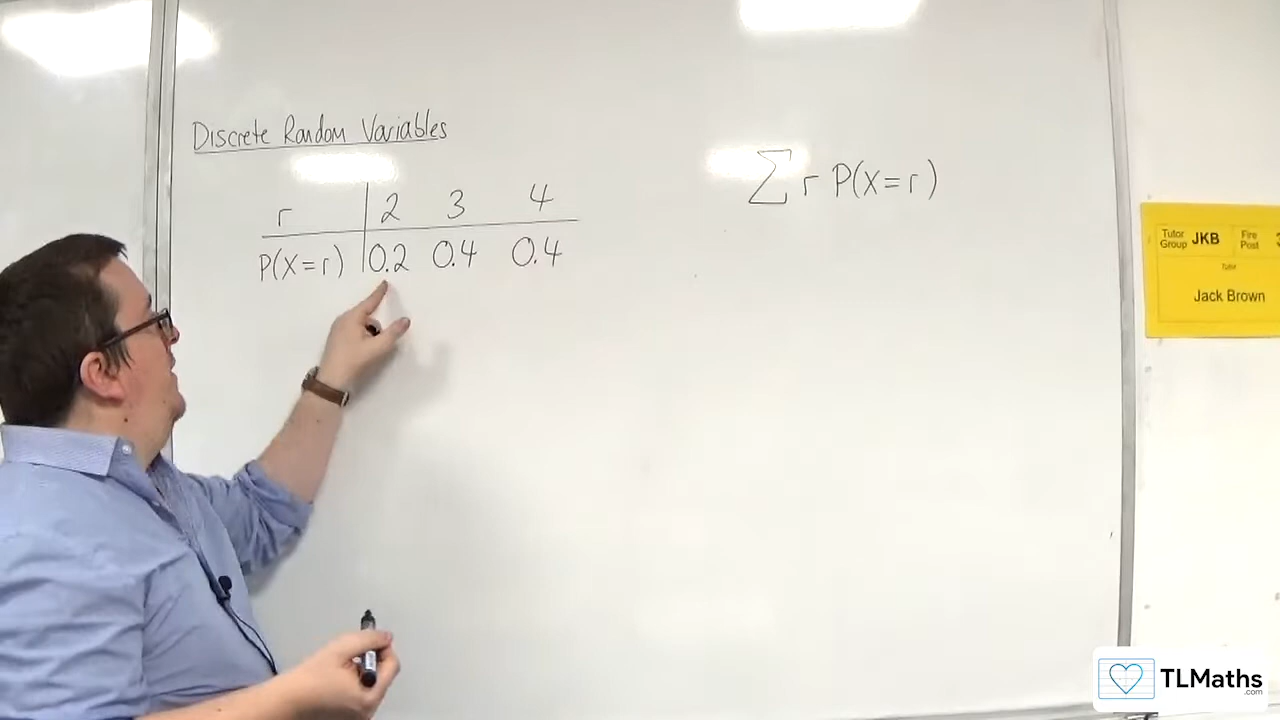 Discrete Random Variables
r 2 3 4
P(X=r) 0.2 0.4 0.4
∑ r P(X=r)
Tutor Group JKB Fire Post
Tutor
Jack Brown
TLMaths
.com